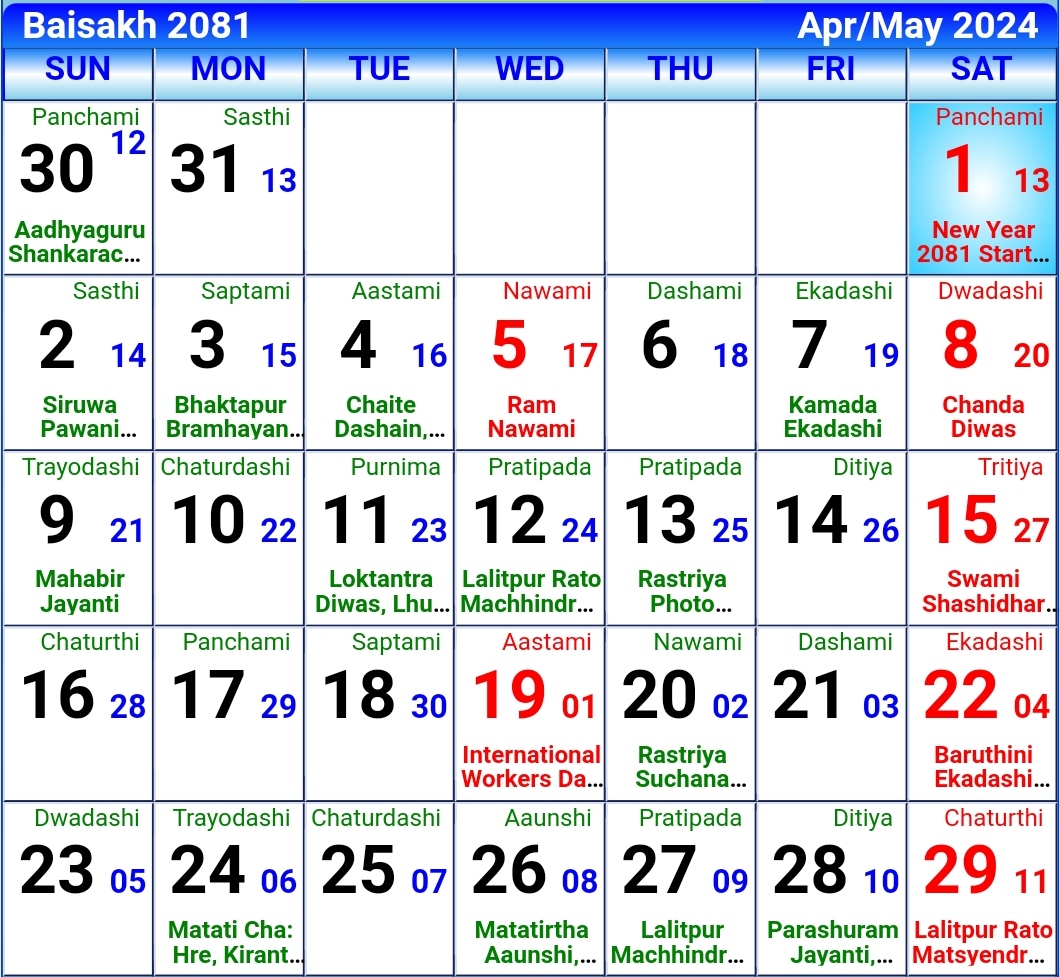 Baisakh 2081 Apr/May 2024
SUN MON TUE WED THU FRI SAT
Panchami Sasthi Panchami
30 12 31 13 1 13
Aadhyaguru New Year
Shankarac... 2081 Start...
Sasthi Saptami Aastami Nawami Dashami Ekadashi Dwadashi
2 14 3 15 4 16 5 17 6 18 7 19 8 20
Siruwa Bhaktapur Chaite Ram Kamada Chanda
Pawani... Bramhayan... Dashain,... Nawami Ekadashi Diwas
Trayodashi Chaturdashi Purnima Pratipada Pratipada Ditiya Tritiya
9 21 10 22 11 23 12 24 13 25 14 26 15 27
Mahabir Loktantra Lalitpur Rato Rastriya Swami
Jayanti Diwas, Lhu... Machhindr... Photo... Shashidhar...
Chaturthi Panchami Saptami Aastami Nawami Dashami Ekadashi
16 28 17 29 18 30 19 01 20 02 21 03 22 04
International Rastriya Baruthini
Workers Da... Suchana... Ekadashi...
Dwadashi Trayodashi Chaturdashi Aaunshi Pratipada Ditiya Chaturthi
23 05 24 06 25 07 26 08 27 09 28 10 29 11
Matati Cha: Matatirtha Lalitpur Parashuram Lalitpur Rato
Hre, Kirant... Aaunshi,... Machhindr... Jayanti,... Matsyendr...